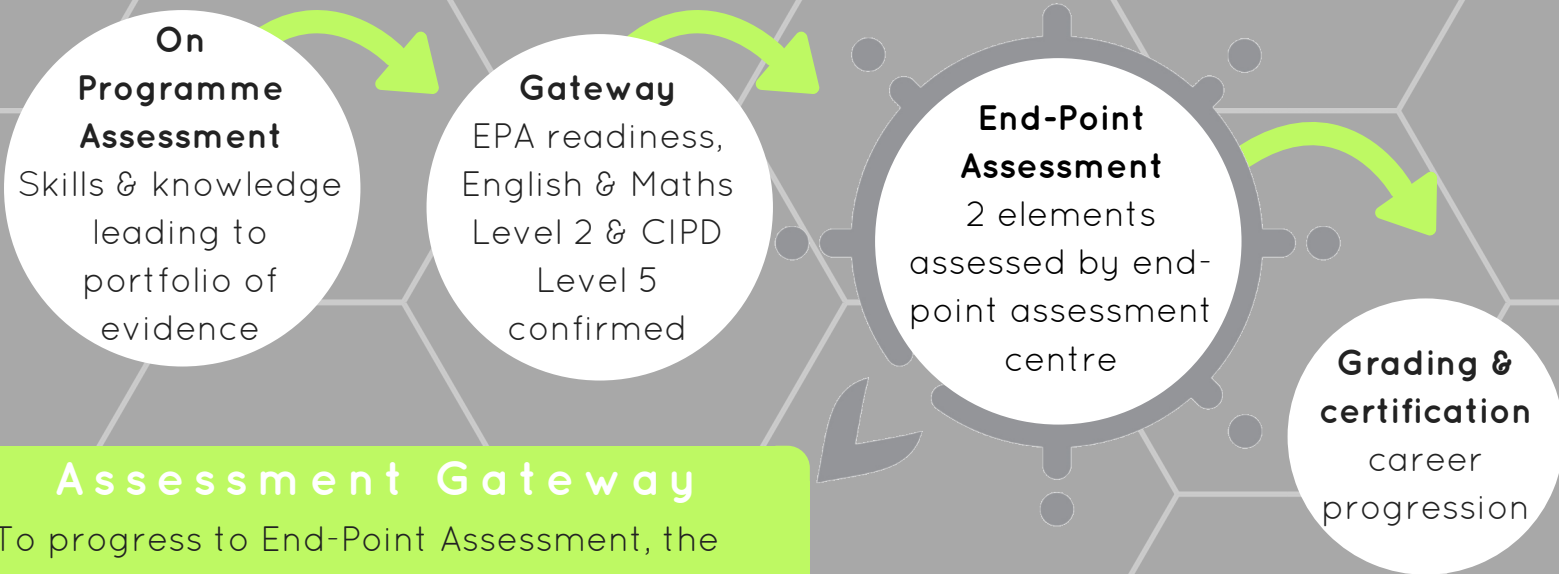 On
Programme
Assessment
Skills & knowledge
leading to
portfolio of
evidence
Gateway
EPA readiness,
English & Maths
Level 2 & CIPD
Level 5
confirmed
End-Point
Assessment
2 elements
assessed by end-
point assessment
centre
Grading &
certification
career
progression
Assessment Gateway
To progress to End-Point Assessment, the